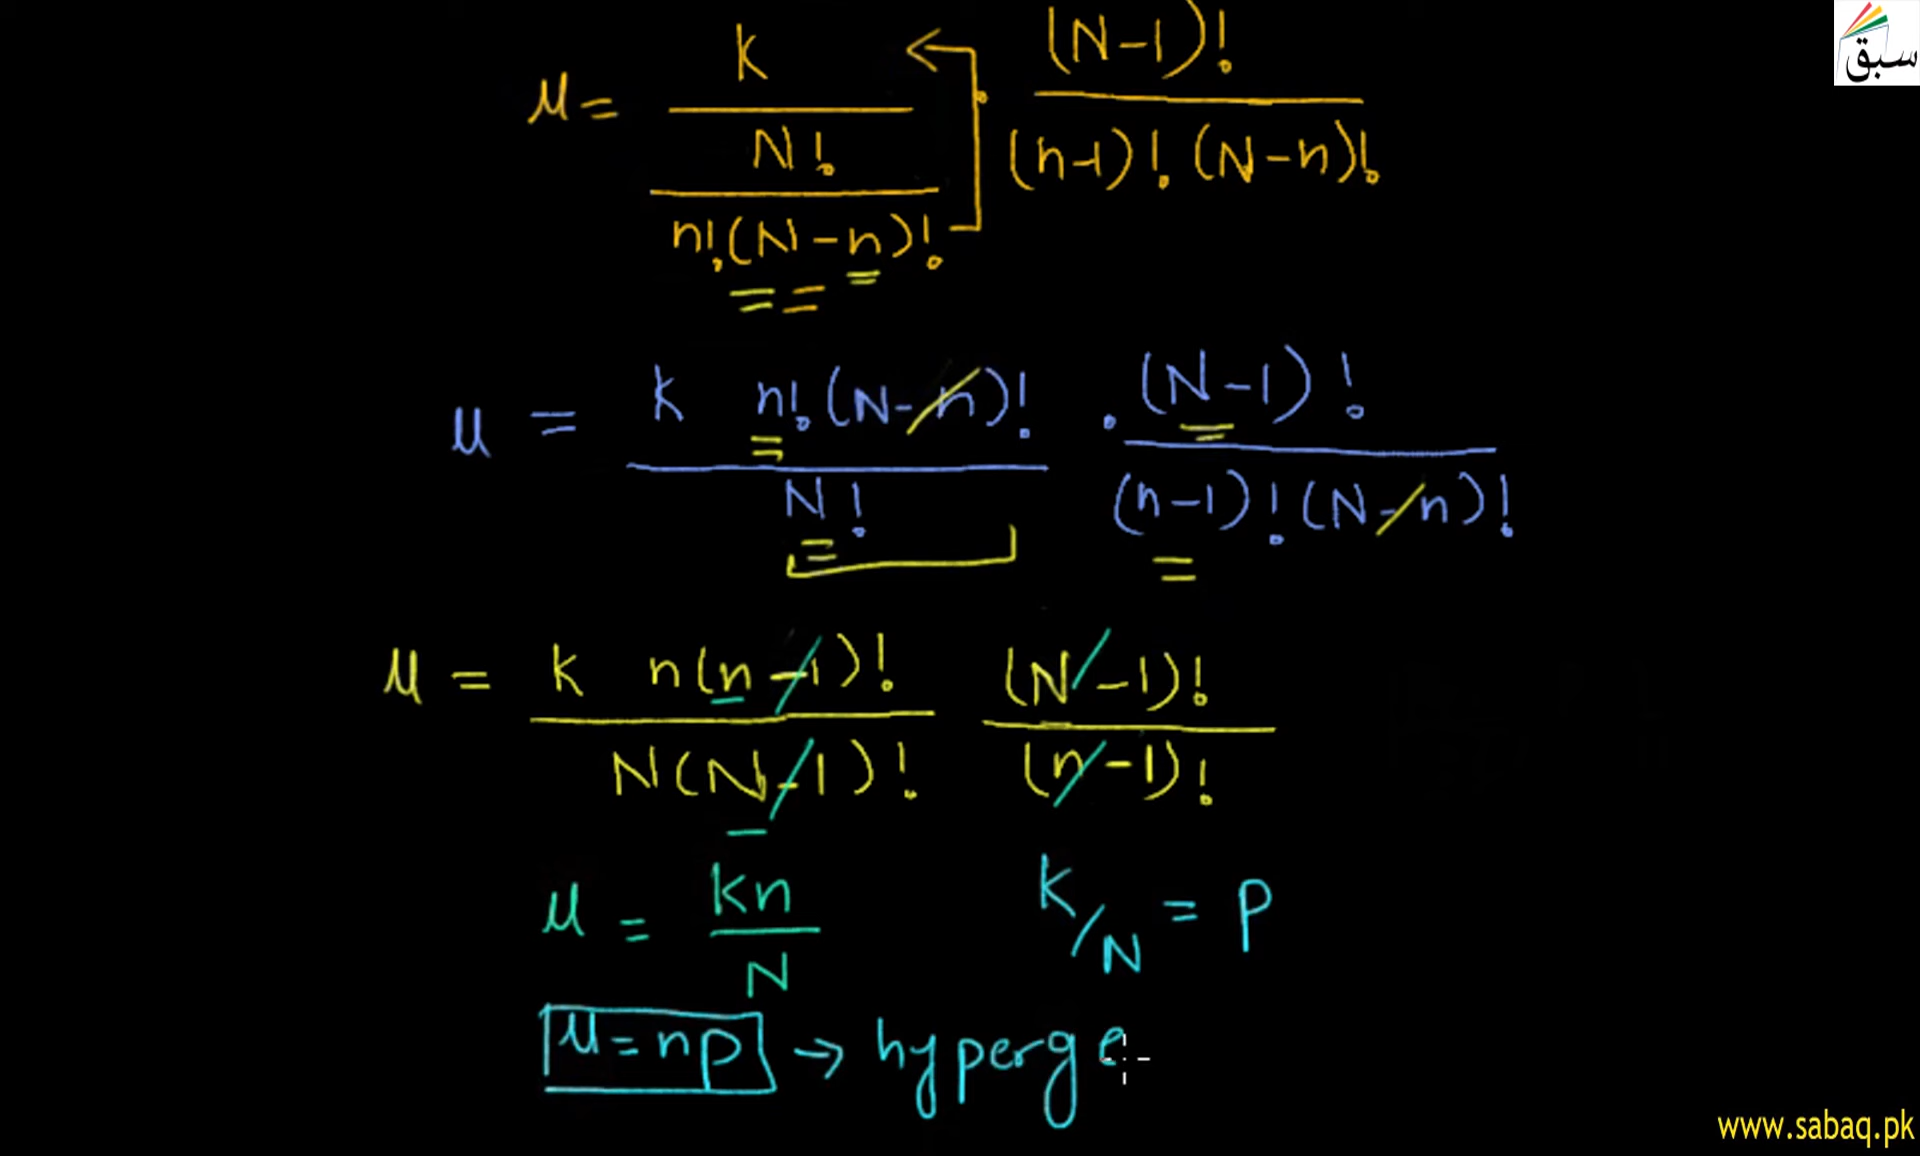 سبق
μ = k / (N! / n!(N-n)!) . (N-1)! / (n-1)!(N-n)!
μ = k n!(N-n)! / N! . (N-1)! / (n-1)!(N-n)!
μ = k n(n-1)! / N(N-1)! (N-1)! / (n-1)!
μ = kn / N k/N = p
μ = np → hyperge
www.sabaq.pk